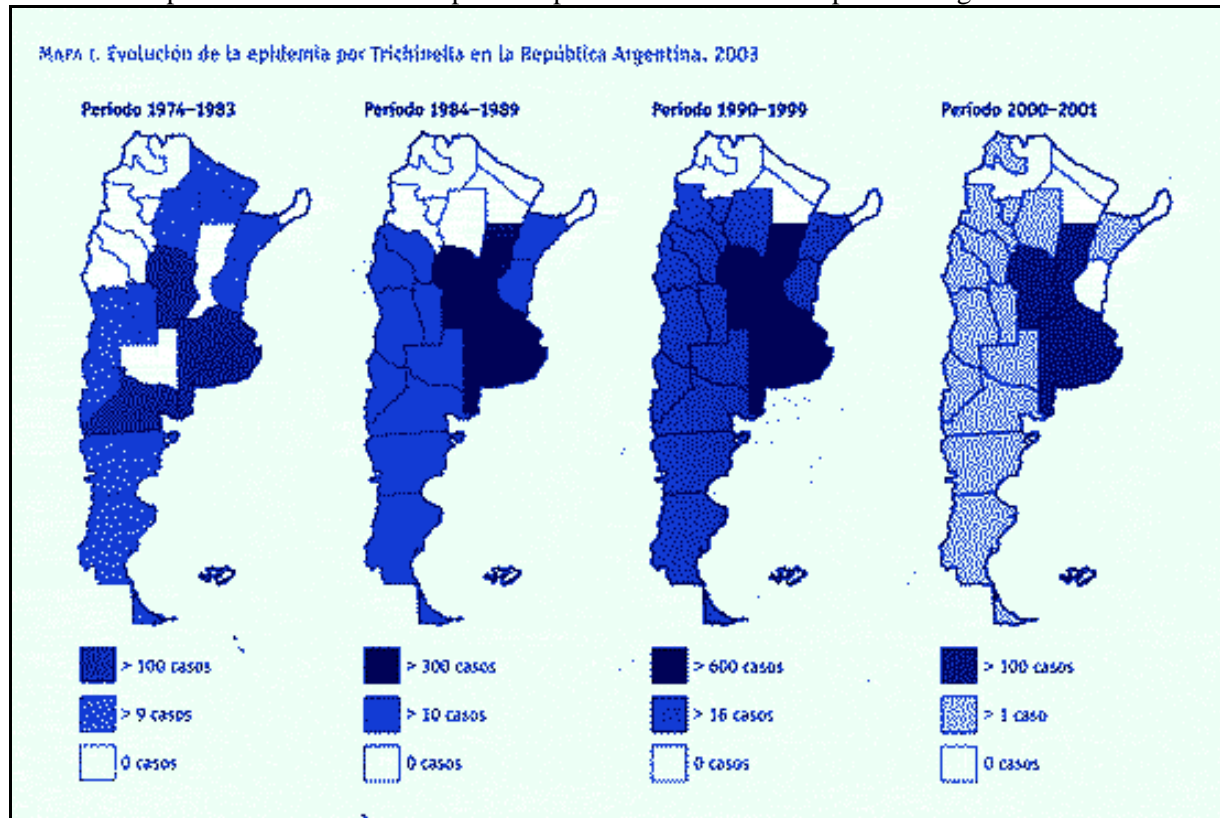 MAPA 1. Evolución de la epidemia por Trichinella en la República Argentina. 2003
Período 1974–1983
Período 1984–1989
Período 1990–1999
Período 2000–2001
> 100 casos
> 9 casos
0 casos
> 300 casos
> 10 casos
0 casos
> 600 casos
> 16 casos
0 casos
> 100 casos
> 1 caso
0 casos